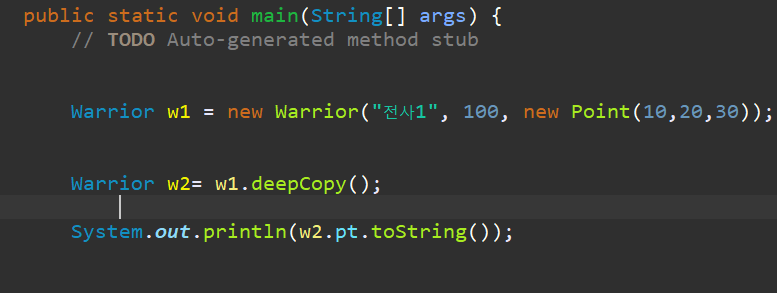 public static void main(String[] args) {
// TODO Auto-generated method stub
Warrior w1 = new Warrior("전사1", 100, new Point(10,20,30));
Warrior w2= w1.deepCopy();
System.out.println(w2.pt.toString());